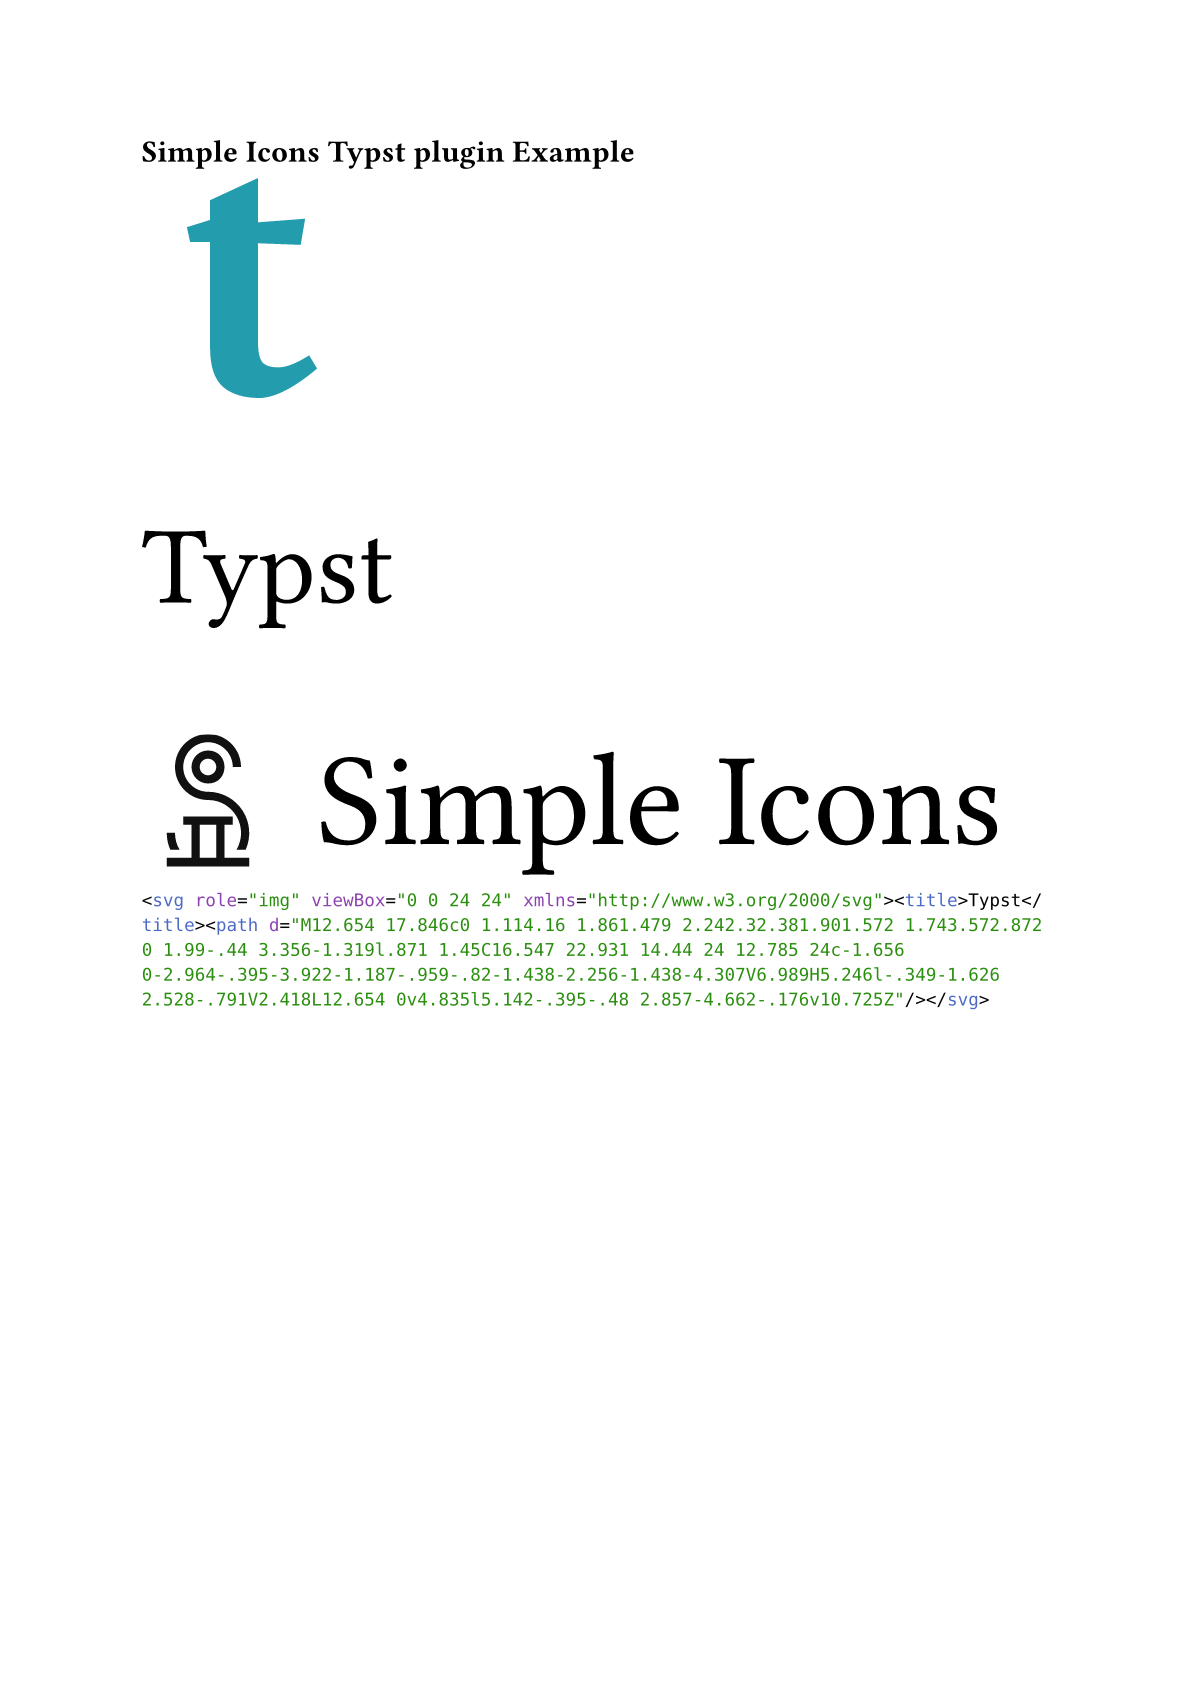 Simple Icons Typst plugin Example
t
Typst
Simple Icons
<svg role="img" viewBox="0 0 24 24" xmlns="http://www.w3.org/2000/svg"><title>Typst</
title><path d="M12.654 17.846c0 1.114.16 1.861.479 2.242.32.381.901.572 1.743.572.872
0 1.99-.44 3.356-1.319l.871 1.45C16.547 22.931 14.44 24 12.785 24c-1.656
0-2.964-.395-3.922-1.187-.959-.82-1.438-2.256-1.438-4.307V6.989H5.246l-.349-1.626
2.528-.791V2.418L12.654 0v4.835l5.142-.395-.48 2.857-4.662-.176v10.725Z"/></svg>